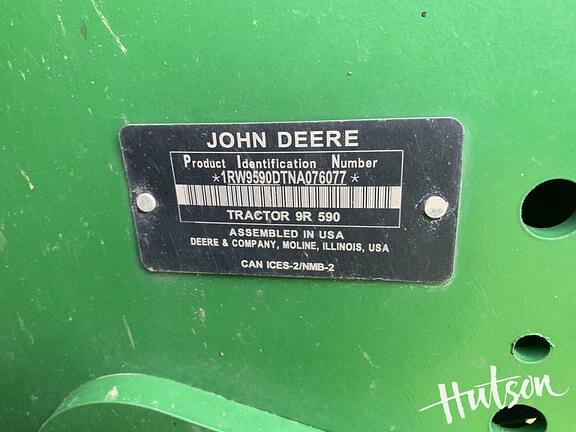 JOHN DEERE
Product Identification Number
*1RW9590DTNA076077*
TRACTOR 9R 590
ASSEMBLED IN USA
DEERE & COMPANY, MOLINE, ILLINOIS, USA
CAN ICES-2/NMB-2
Hutson